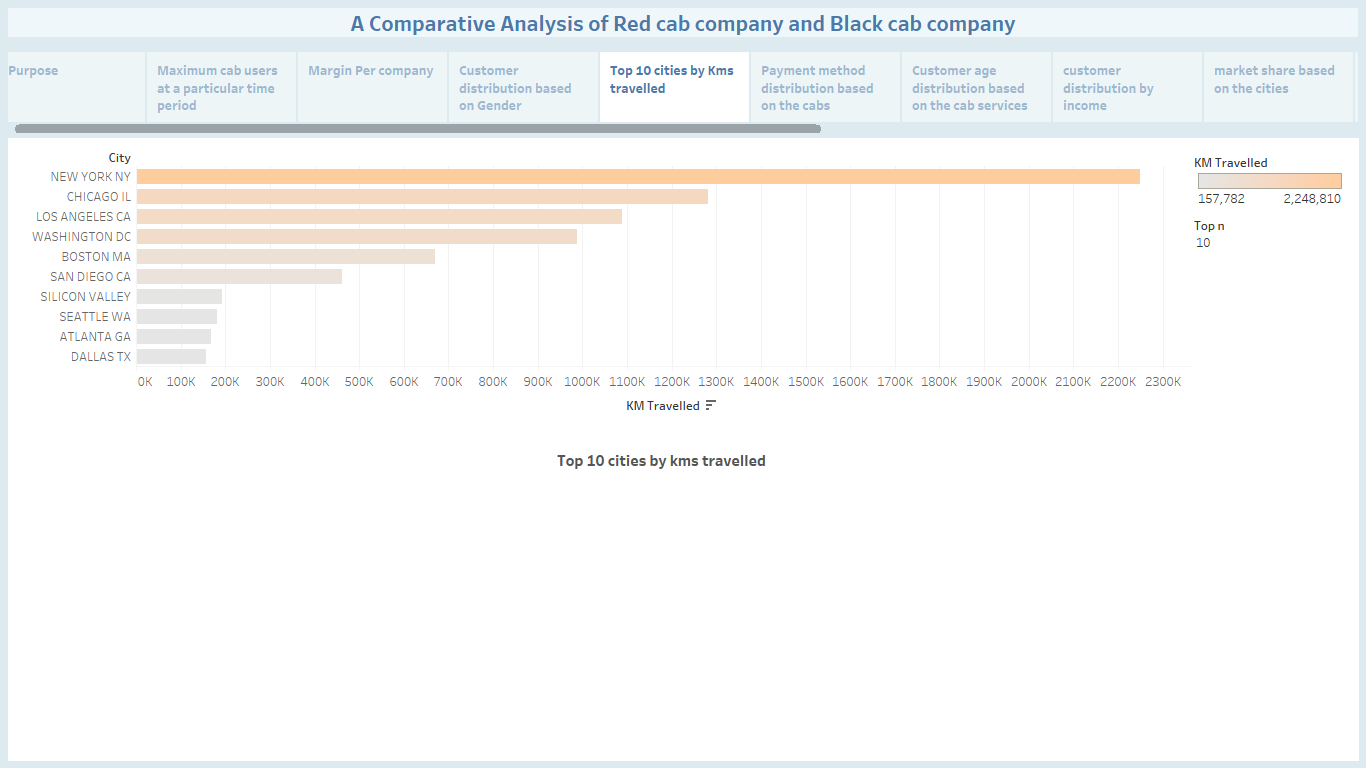 A Comparative Analysis of Red cab company and Black cab company
Purpose
Maximum cab users
at a particular time
period
Margin Per company
Customer
distribution based
on Gender
Top 10 cities by Kms
travelled
Payment method
distribution based
on the cabs
Customer age
distribution based
on the cab services
customer
distribution by
income
market share based
on the cities
City
NEW YORK NY
CHICAGO IL
LOS ANGELES CA
WASHINGTON DC
BOSTON MA
SAN DIEGO CA
SILICON VALLEY
SEATTLE WA
ATLANTA GA
DALLAS TX
0K 100K 200K 300K 400K 500K 600K 700K 800K 900K 1000K 1100K 1200K 1300K 1400K 1500K 1600K 1700K 1800K 1900K 2000K 2100K 2200K 2300K
KM Travelled
KM Travelled
157,782 2,248,810
Top n
10
Top 10 cities by kms travelled